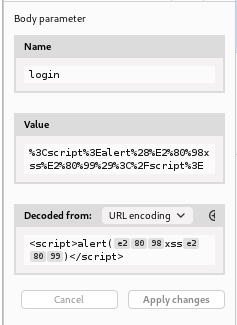 Body parameter
Name
login
Value
%3Cscript%3Ealert%28%E2%80%98x
ss%E2%80%99%29%3C%2Fscript%3E
Decoded from: URL encoding
<script>alert( e2 80 98 xss e2
80 99 )</script>
Cancel Apply changes